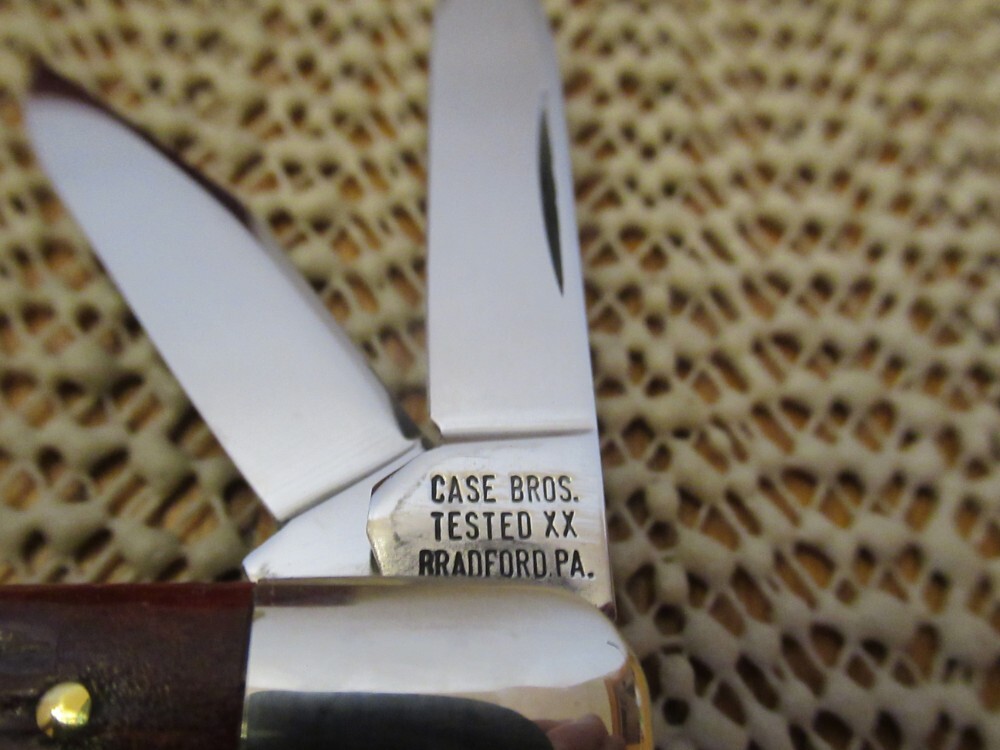 CASE BROS.
TESTED XX
BRADFORD, PA.